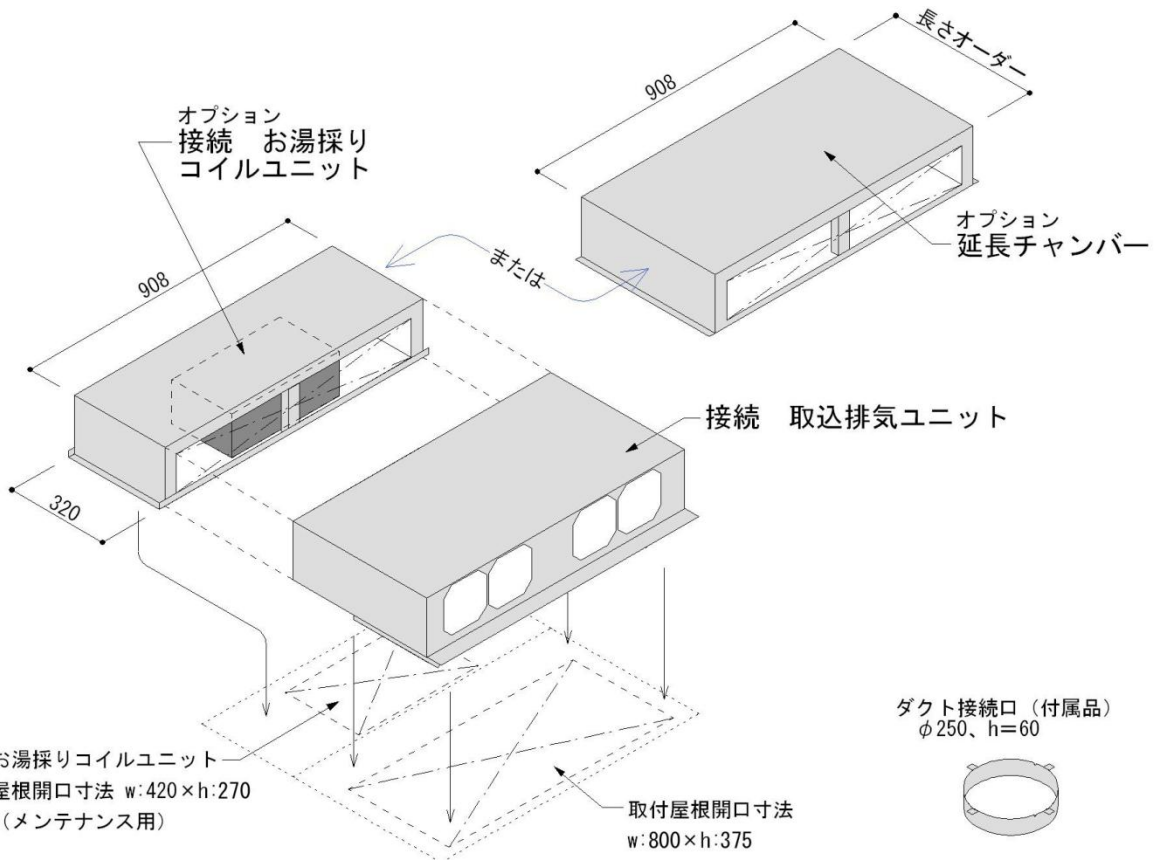 長さオーダー
908
オプション
接続　お湯採り
コイルユニット
オプション
延長チャンバー
または
908
接続　取込排気ユニット
320
ダクト接続口（付属品）
φ250、h=60
お湯採りコイルユニット
屋根開口寸法 w:420×h:270
（メンテナンス用）
取付屋根開口寸法
w:800×h:375